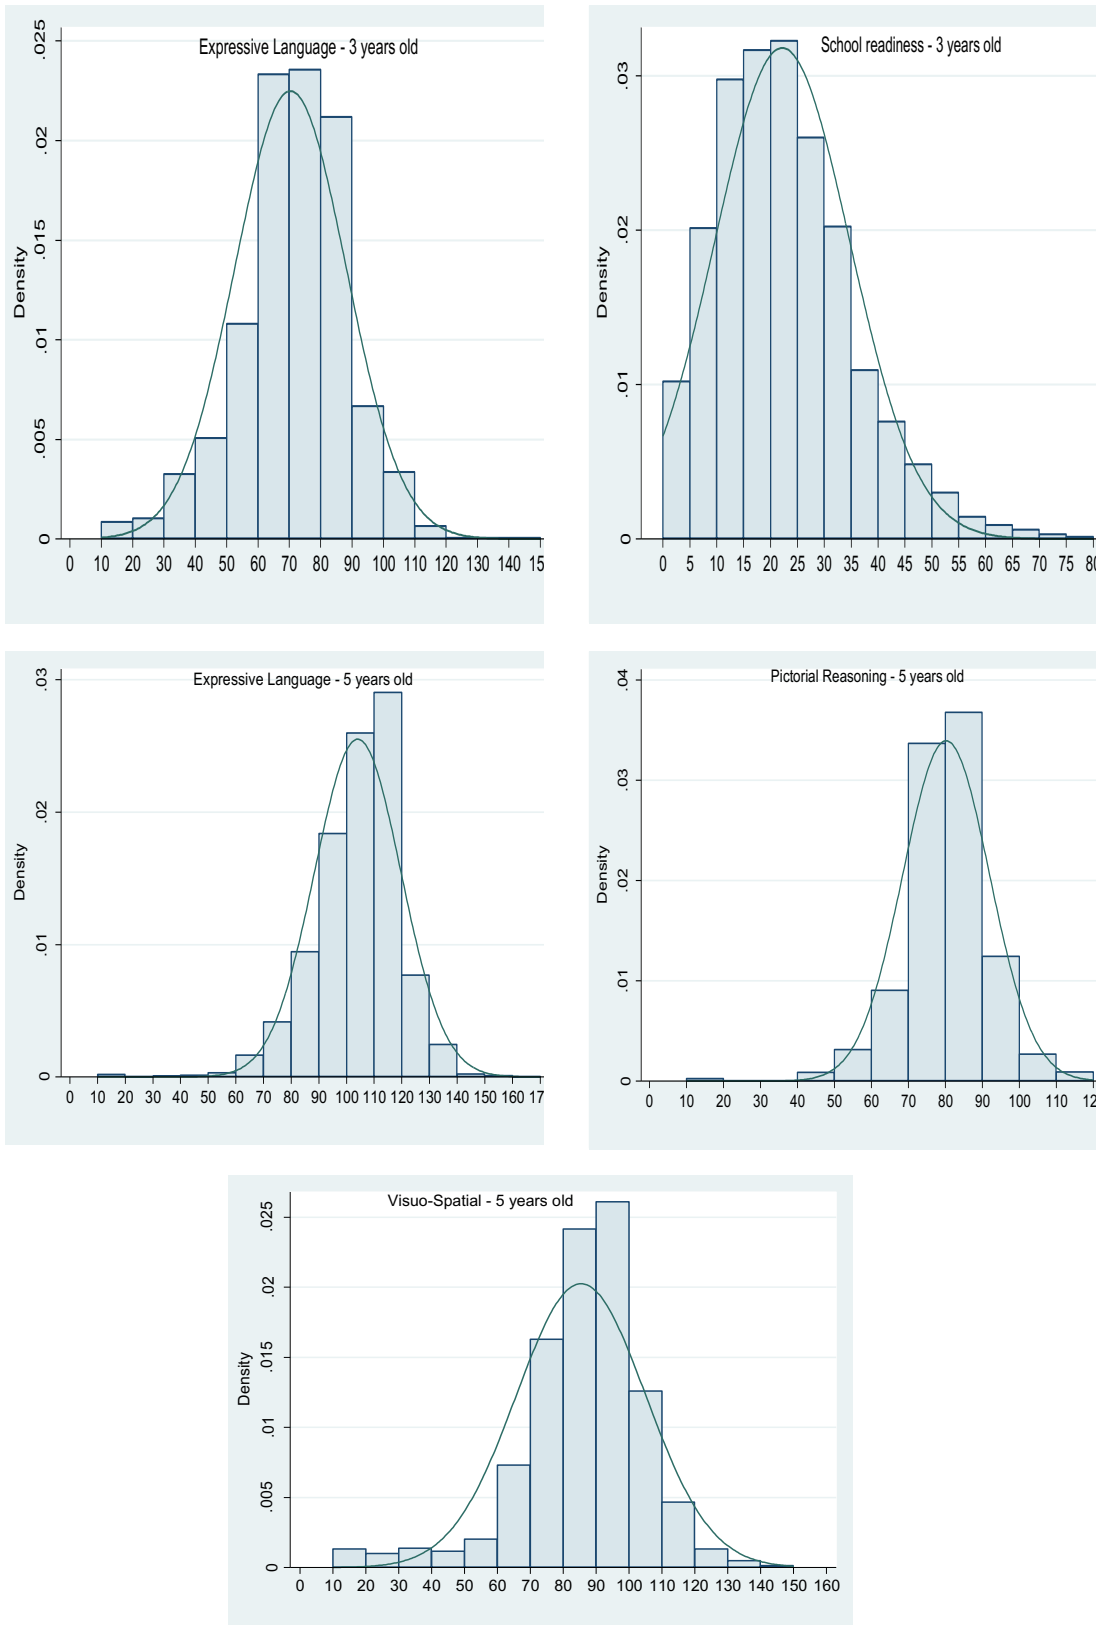 Expressive Language - 3 years old
Density
0 .005 .01 .015 .02 .025
0 10 20 30 40 50 60 70 80 90 100 110 120 130 140 15
School readiness - 3 years old
Density
0 .01 .02 .03
0 5 10 15 20 25 30 35 40 45 50 55 60 65 70 75 80
Expressive Language - 5 years old
Density
0 .01 .02 .03
0 10 20 30 40 50 60 70 80 90 100 110 120 130 140 150 160 17
Pictorial Reasoning - 5 years old
Density
0 .01 .02 .03 .04
0 10 20 30 40 50 60 70 80 90 100 110 12
Visuo-Spatial - 5 years old
Density
0 .005 .01 .015 .02 .025
0 10 20 30 40 50 60 70 80 90 100 110 120 130 140 150 160